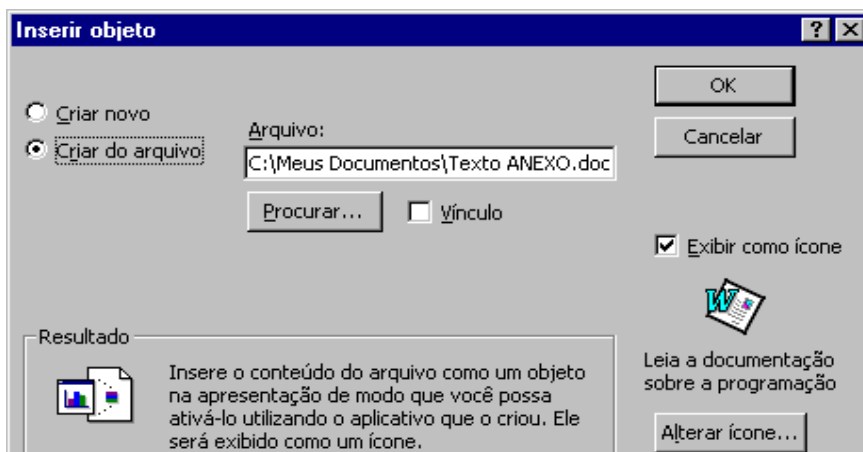 Inserir objeto
Criar novo
Criar do arquivo
Arquivo:
C:\Meus Documentos\Texto ANEXO.doc
Procurar...
Vínculo
OK
Cancelar
Exibir como ícone
W
Leia a documentação
sobre a programação
Alterar ícone...
Resultado
Insere o conteúdo do arquivo como um objeto
na apresentação de modo que você possa
ativá-lo utilizando o aplicativo que o criou. Ele
será exibido como um ícone.